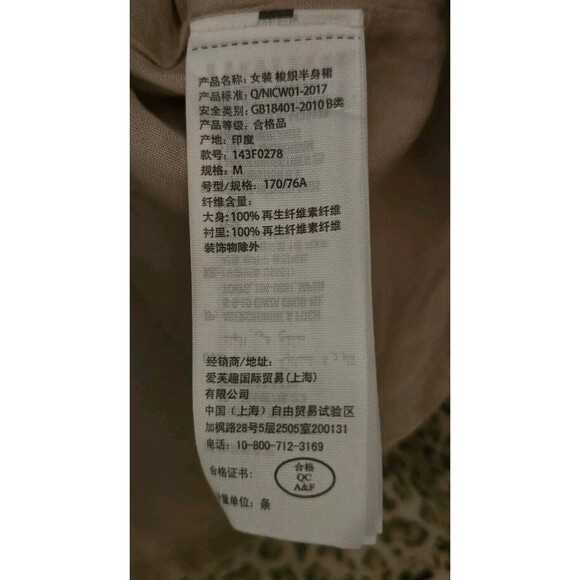 产品名称: 女装 梭织半身裙
产品标准: Q/NICW01-2017
安全类别: GB18401-2010 B类
产品等级: 合格品
产地: 印度
款号: 143F0278
规格: M
号型/规格: 170/76A
纤维含量:
大身: 100% 再生纤维素纤维
衬里: 100% 再生纤维素纤维
装饰物除外
经销商/地址:
爱芙趣国际贸易(上海)
有限公司
中国 (上海) 自由贸易试验区
加枫路28号5层2505室200131
电话: 10-800-712-3169
合格证书:
合格
QC
A&F
量单位: 条